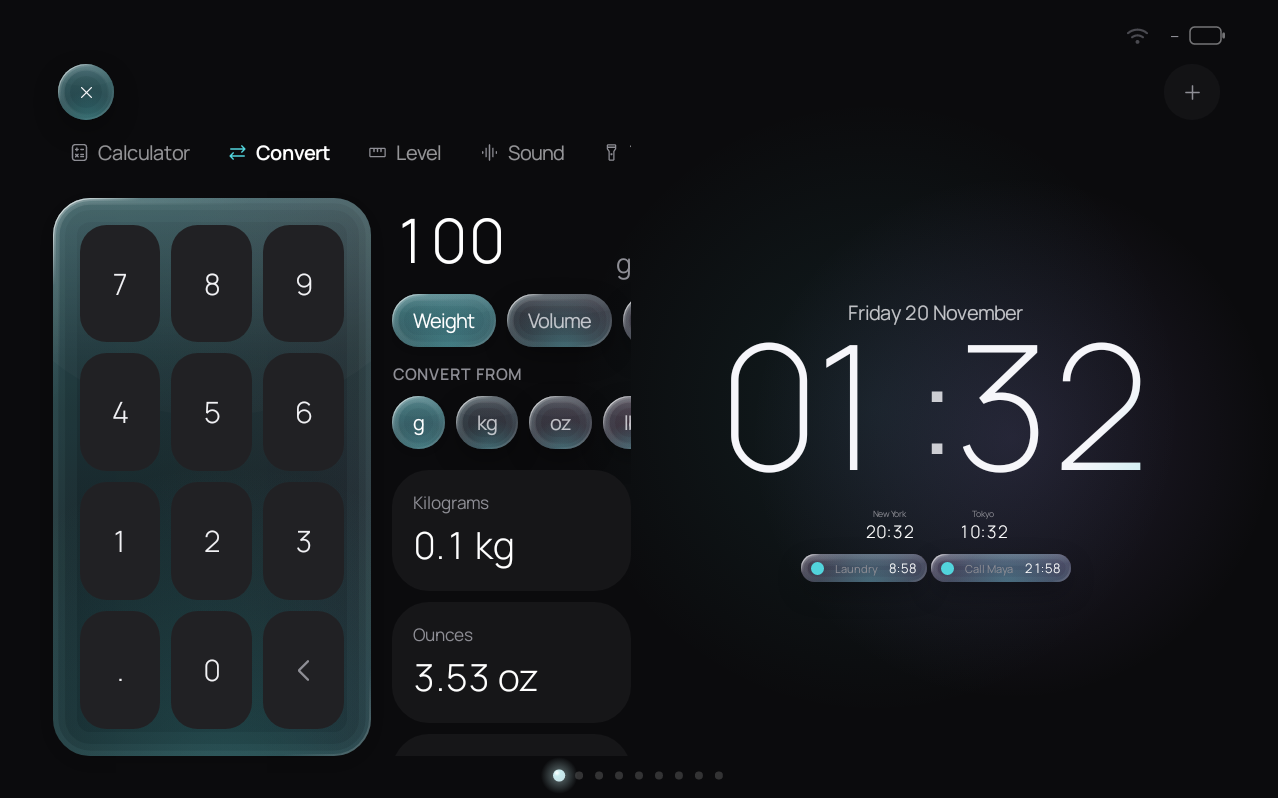 –
Calculator Convert Level Sound
7 8 9
4 5 6
1 2 3
. 0
100
g
Weight Volume
CONVERT FROM
g kg oz
Kilograms
0.1 kg
Ounces
3.53 oz
Friday 20 November
01:32
New York Tokyo
20:32 10:32
Laundry 8:58 Call Maya 21:58